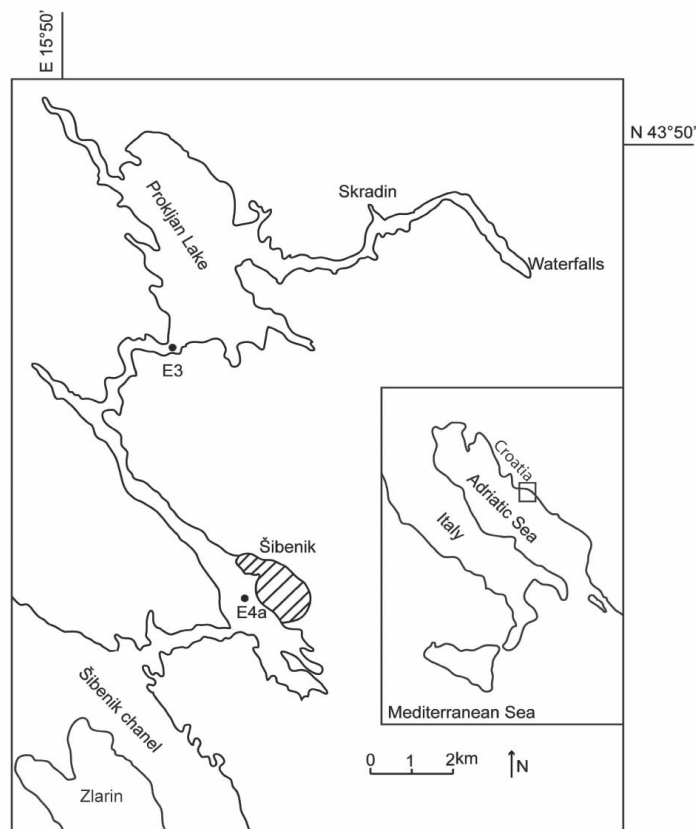 E 15°50'
N 43°50'
Skradin
Prokljan Lake
Waterfalls
E3
Croatia
Adriatic Sea
Italy
Šibenik
E4a
Šibenik chanel
Mediterranean Sea
0 1 2km
N
Zlarin